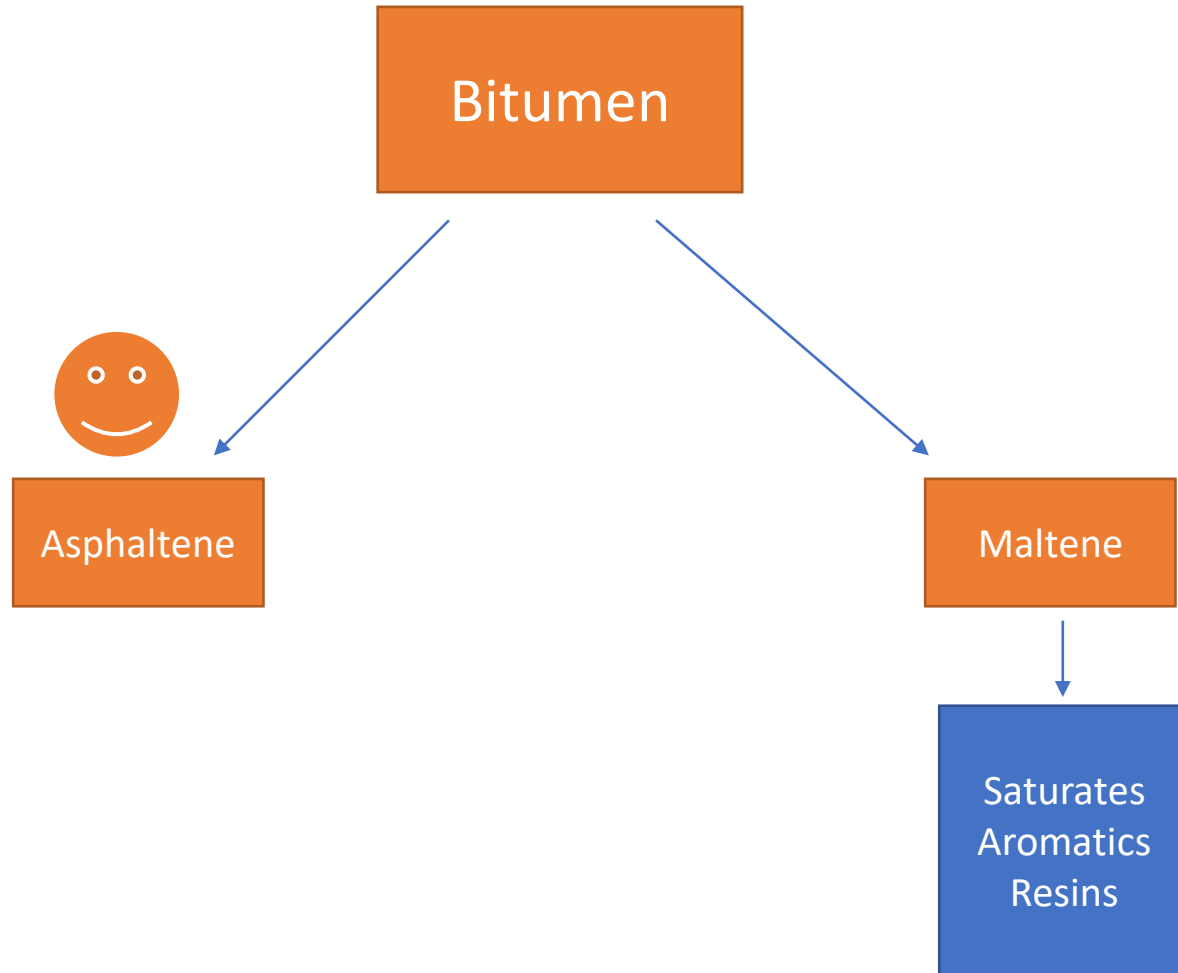 Bitumen
Asphaltene
Maltene
Saturates
Aromatics
Resins